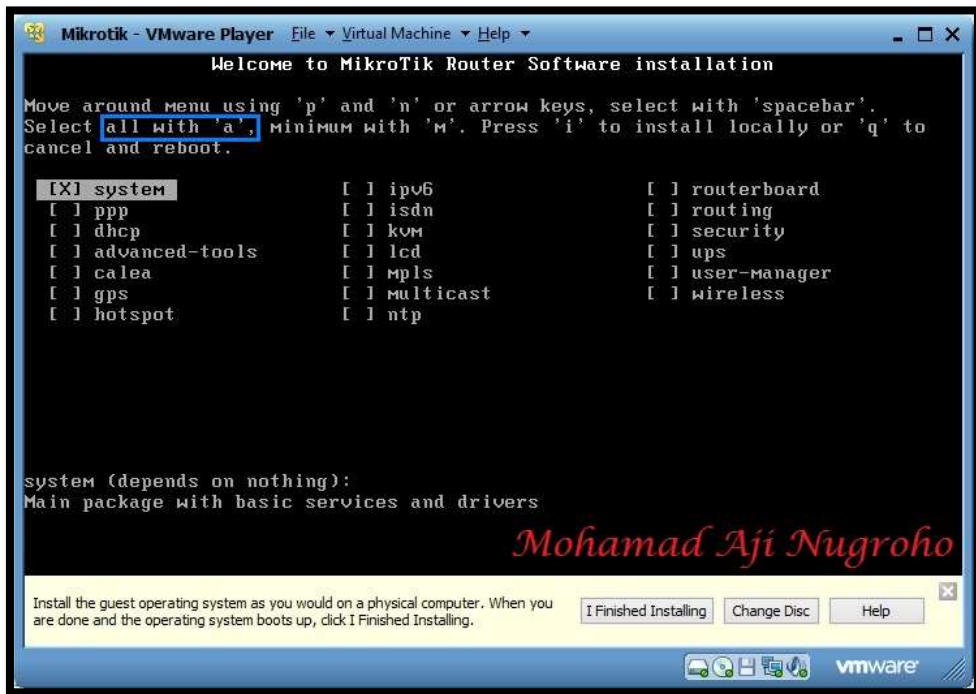 Mikrotik - VMware Player File Virtual Machine Help
Welcome to MikroTik Router Software installation
Move around menu using 'p' and 'n' or arrow keys, select with 'spacebar'.
Select all with 'a', minimum with 'm'. Press 'i' to install locally or 'q' to
cancel and reboot.
[X] system [ ] ipv6 [ ] routerboard
[ ] ppp [ ] isdn [ ] routing
[ ] dhcp [ ] kvm [ ] security
[ ] advanced-tools [ ] lcd [ ] ups
[ ] calea [ ] mpls [ ] user-manager
[ ] gps [ ] multicast [ ] wireless
[ ] hotspot [ ] ntp
system (depends on nothing):
Main package with basic services and drivers
Mohamad Aji Nugroho
Install the guest operating system as you would on a physical computer. When you
are done and the operating system boots up, click I Finished Installing.
I Finished Installing Change Disc Help
vmware